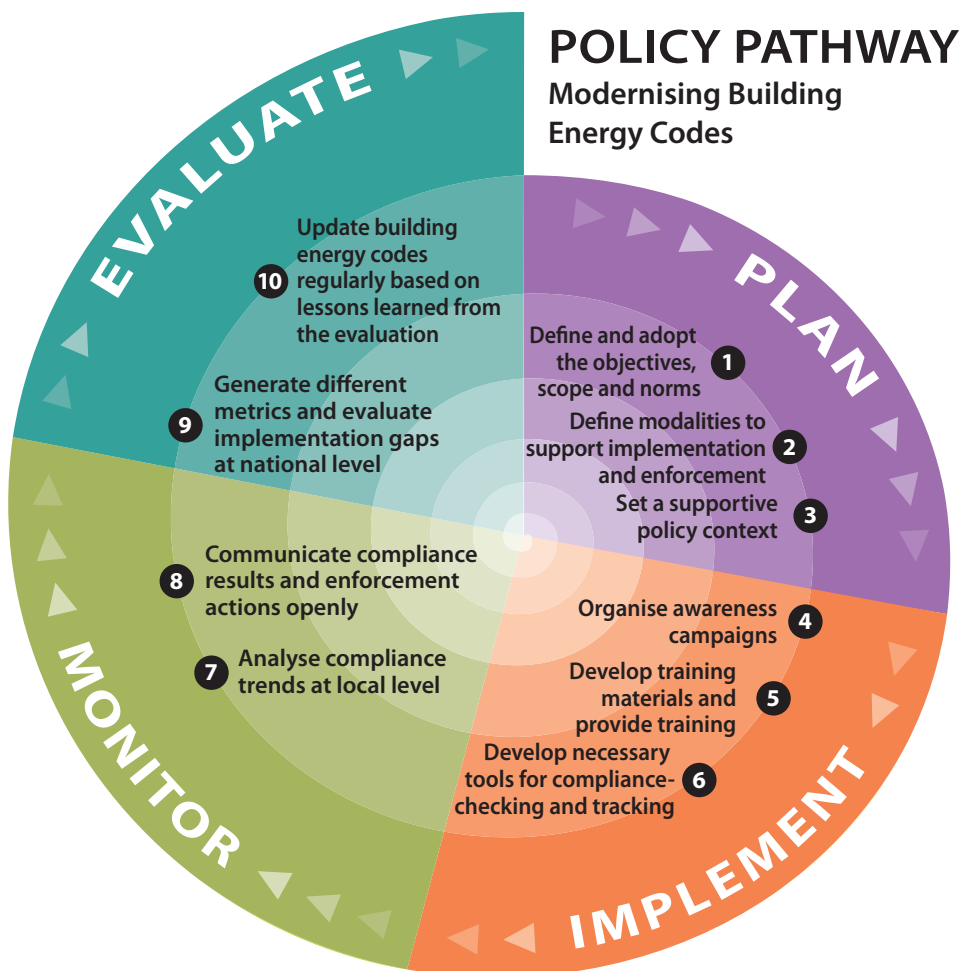 POLICY PATHWAY
Modernising Building
Energy Codes
PLAN
1
Define and adopt
the objectives,
scope and norms
2
Define modalities to
support implementation
and enforcement
3
Set a supportive
policy context
IMPLEMENT
4
Organise awareness
campaigns
5
Develop training
materials and
provide training
6
Develop necessary
tools for compliance-
checking and tracking
MONITOR
7
Analyse compliance
trends at local level
8
Communicate compliance
results and enforcement
actions openly
EVALUATE
9
Generate different
metrics and evaluate
implementation gaps
at national level
10
Update building
energy codes
regularly based on
lessons learned from
the evaluation